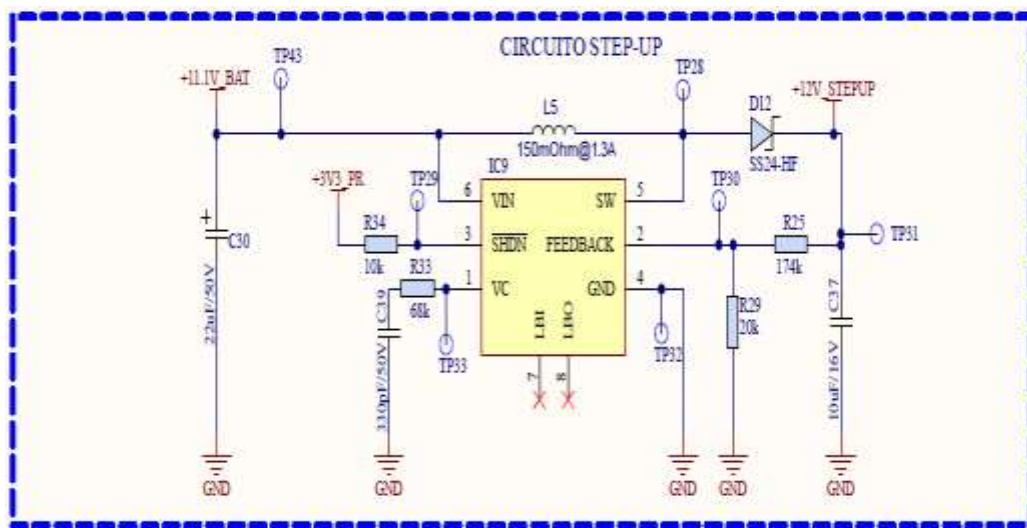 CIRCUITO STEP-UP
TP43
TP28
+11.1V_BAT
+12V_STEPUP
D12
L5
150mOhm@1.3A
SS24-HF
IC9
+3V3_PR
TP29
TP30
6 VIN SW 5
R34
R25
3 SHDN FEEDBACK 2
TP31
10k
174k
C30
R33
1 VC GND 4
68k
C37
R29
20k
LBI
LBO
TP33
TP32
22uF/50V
330pF/50V
10uF/16V
7
8
GND
GND
GND
GND
GND